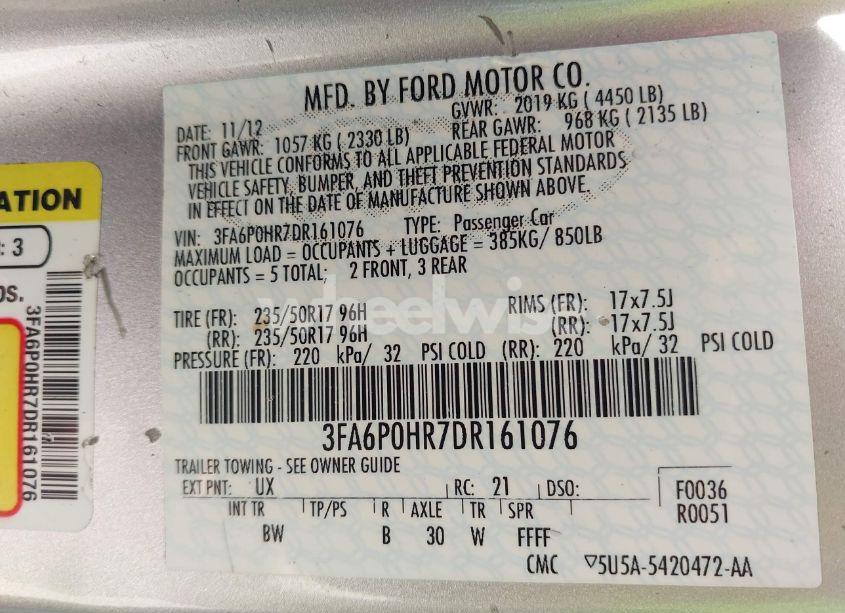 MFD. BY FORD MOTOR CO.
DATE: 11/12 GVWR: 2019 KG ( 4450 LB)
FRONT GAWR: 1057 KG ( 2330 LB) REAR GAWR: 968 KG ( 2135 LB)
THIS VEHICLE CONFORMS TO ALL APPLICABLE FEDERAL MOTOR
VEHICLE SAFETY, BUMPER, AND THEFT PREVENTION STANDARDS
IN EFFECT ON THE DATE OF MANUFACTURE SHOWN ABOVE.
VIN: 3FA6P0HR7DR161076 TYPE: Passenger Car
MAXIMUM LOAD = OCCUPANTS + LUGGAGE = 385KG/ 850LB
OCCUPANTS = 5 TOTAL; 2 FRONT, 3 REAR
TIRE (FR): 235/50R17 96H RIMS (FR): 17x7.5J
(RR): 235/50R17 96H (RR): 17x7.5J
PRESSURE (FR): 220 kPa/ 32 PSI COLD (RR): 220 kPa/ 32 PSI COLD
3FA6P0HR7DR161076
TRAILER TOWING - SEE OWNER GUIDE
EXT PNT: UX RC: 21 DSO: F0036
R0051
INT TR TP/PS R AXLE TR SPR
BW B 30 W FFFF
CMC ▽5U5A-5420472-AA
ATION
: 3
OS.
3FA6P0HR7DR161076
wheelwis